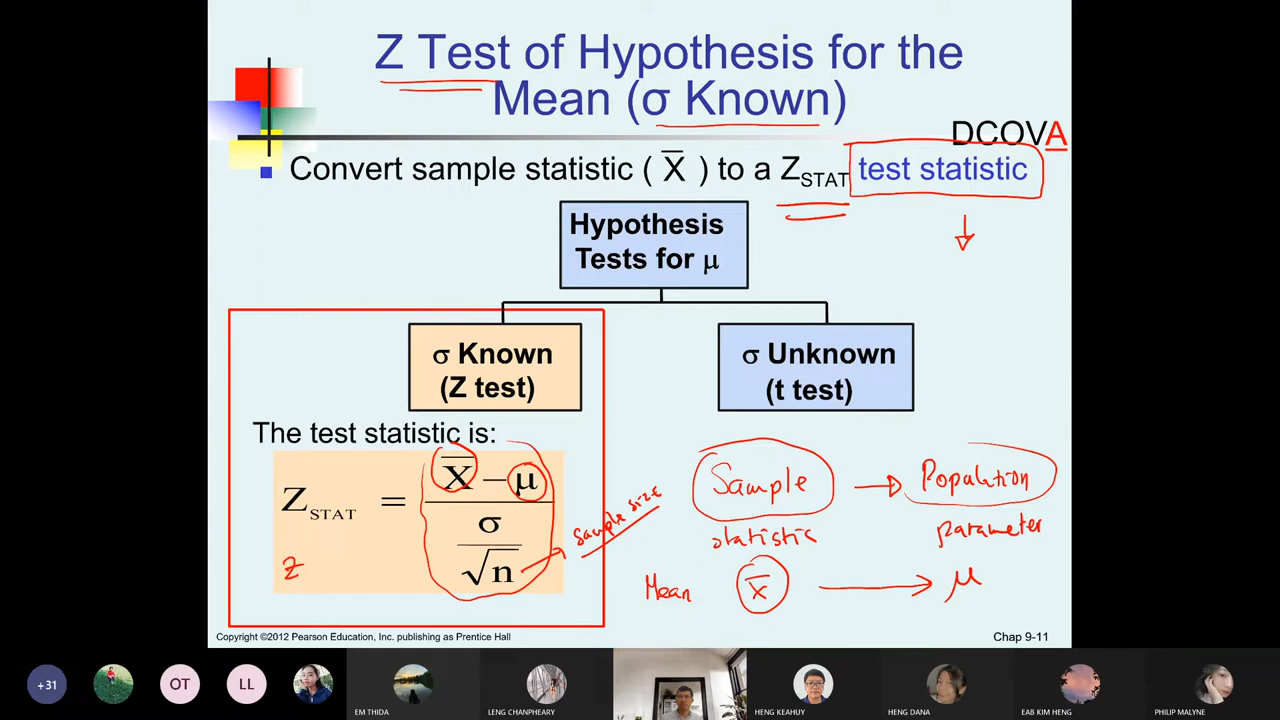 Z Test of Hypothesis for the
Mean (σ Known)
DCOVA
Convert sample statistic ( X̅ ) to a ZSTAT test statistic
Hypothesis
Tests for μ
σ Known
(Z test)
σ Unknown
(t test)
The test statistic is:
ZSTAT = (X̅ − μ) / (σ / √n)
Z
Sample size
Sample → Population
statistic parameter
Mean x̅ → μ
Copyright ©2012 Pearson Education, Inc. publishing as Prentice Hall
Chap 9-11
+31
OT
LL
EM THIDA
LENG CHANPHEARY
HENG KEAHUY
HENG DANA
EAB KIM HENG
PHILIP MALYNE